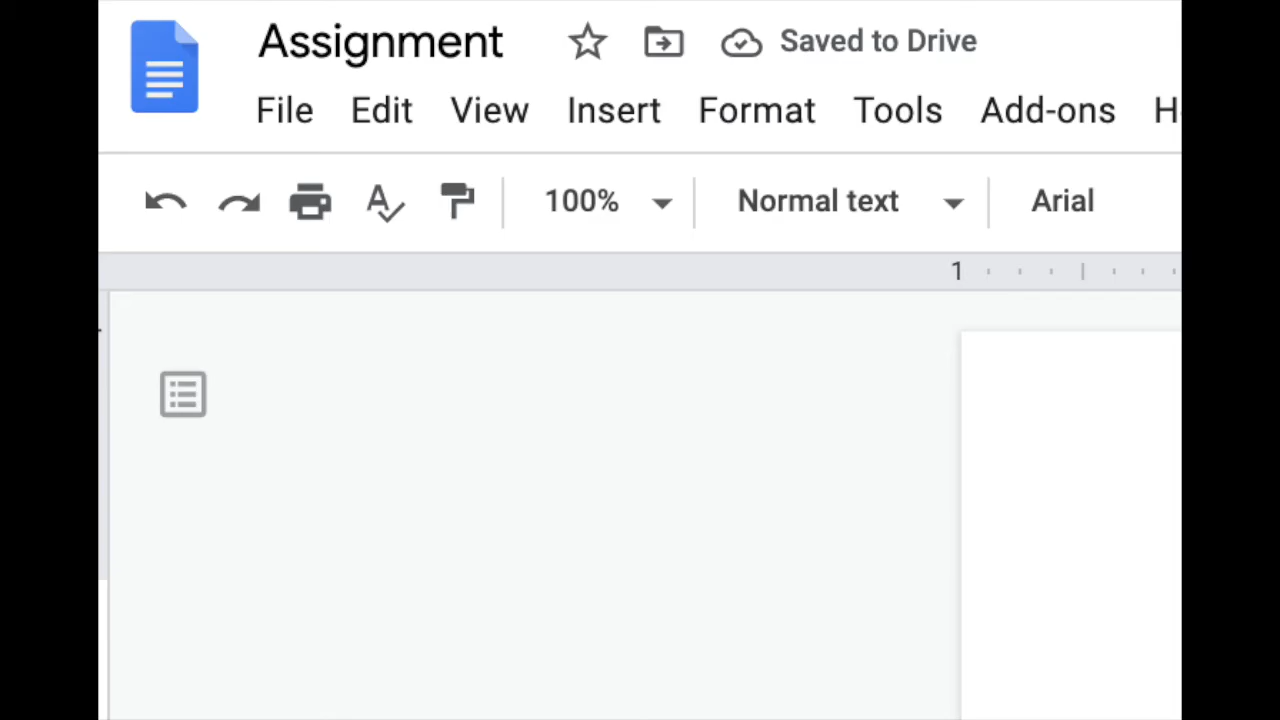 Assignment Saved to Drive
File Edit View Insert Format Tools Add-ons
100% Normal text Arial
1